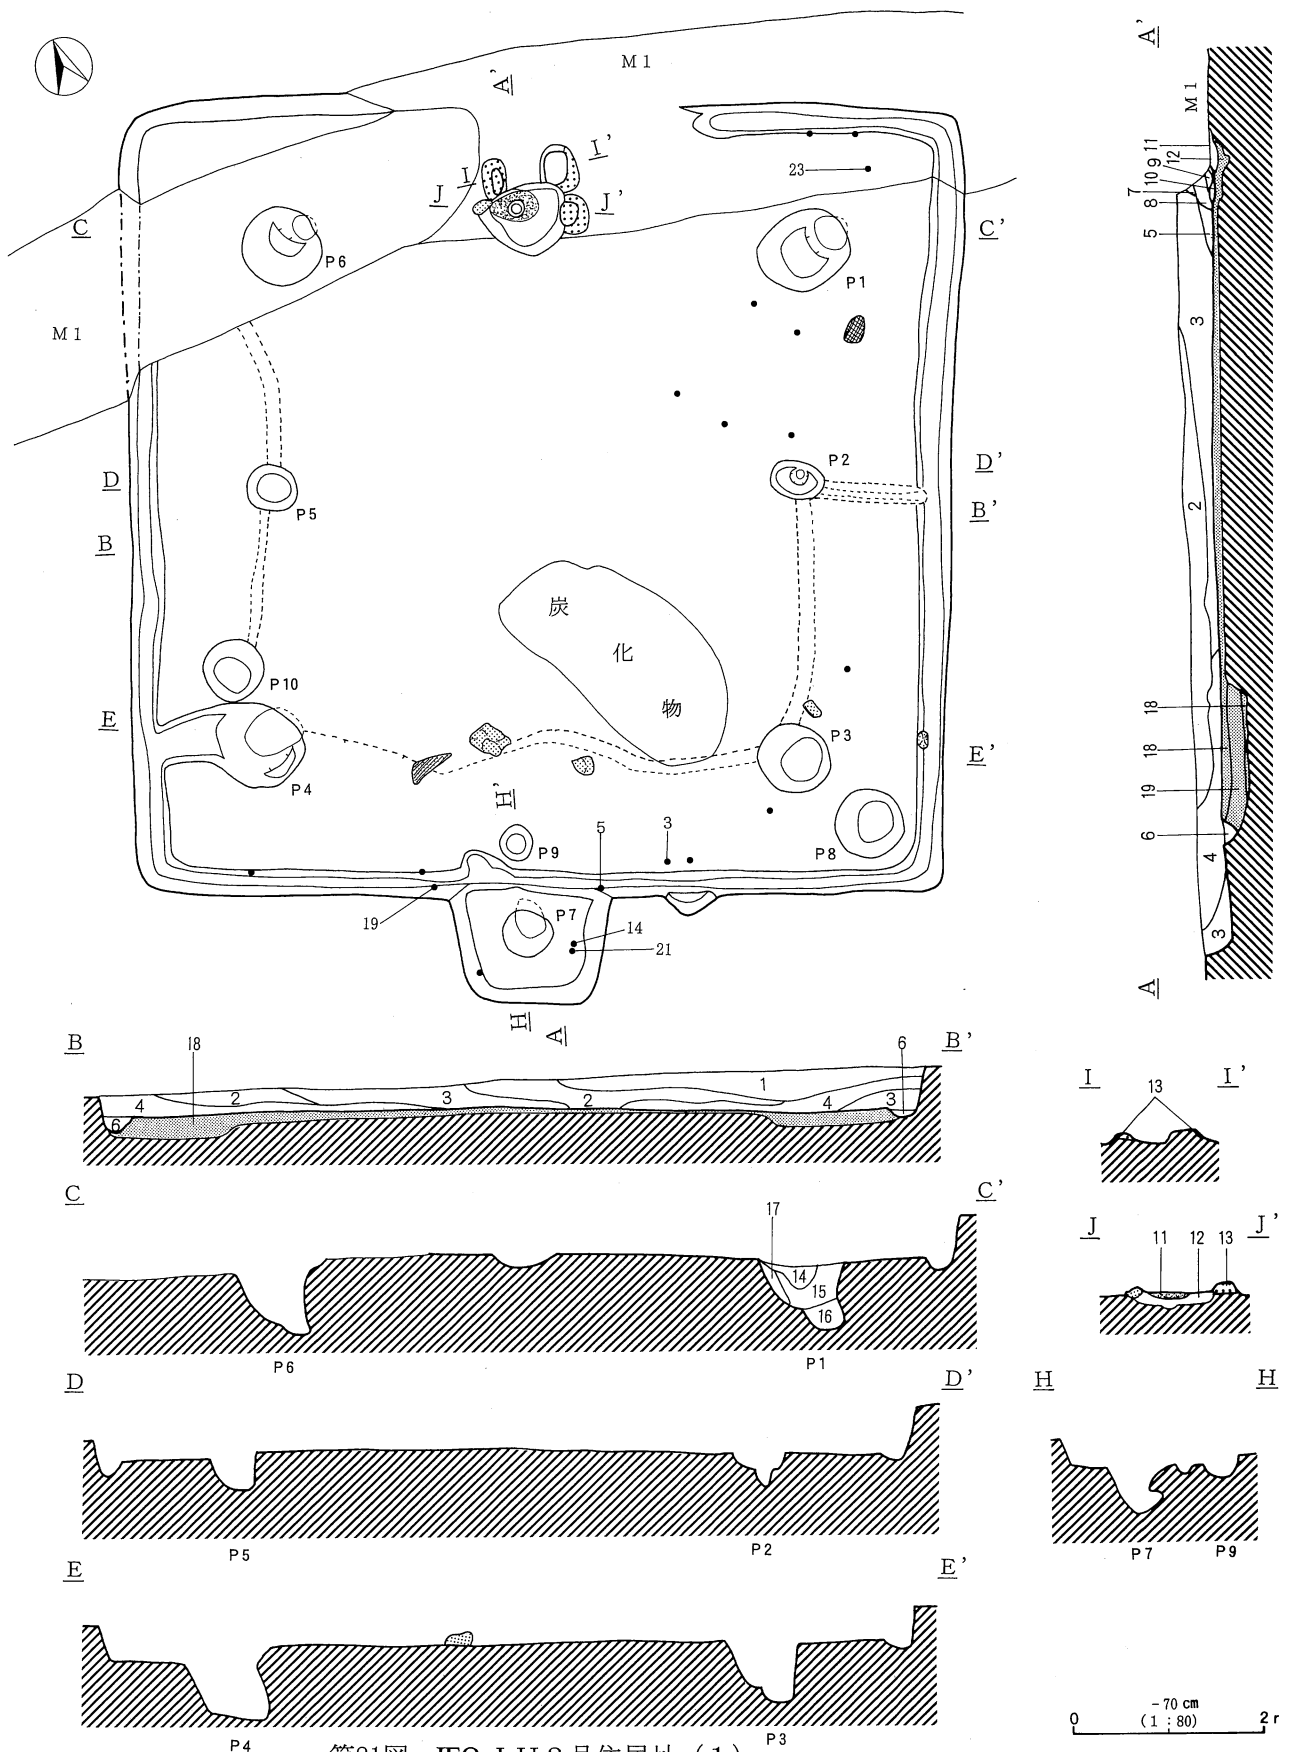 M1
A'
I'
I
J
J'
23
C
C'
P6
P1
M1
D
P2
D'
B'
P5
B
炭
化
物
P10
E
P3
E'
P4
H'
5
3
P9
P8
19
P7
14
21
H
A
A'
M1
11
12
9
10
7
8
5
3
2
18
18
19
6
4
3
A
B
18
6
B'
1
4
2
3
2
4
3
6
I
13
I'
C
C'
17
14
15
16
P6
P1
J
11
12
13
J'
D
D'
H
H
P5
P2
P7
P9
E
E'
P4
P3
-70cm
0
(1:80)
2